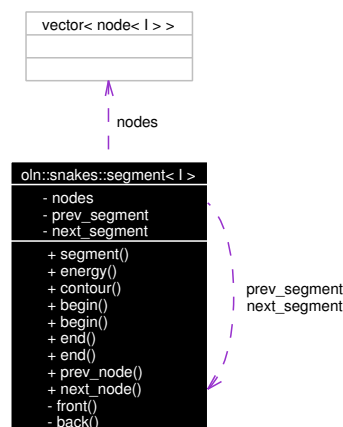 vector< node< I > >
nodes
oln::snakes::segment< I >
- nodes
- prev_segment
- next_segment
+ segment()
+ energy()
+ contour()
+ begin()
+ begin()
+ end()
+ end()
+ prev_node()
+ next_node()
- front()
- back()
prev_segment
next_segment